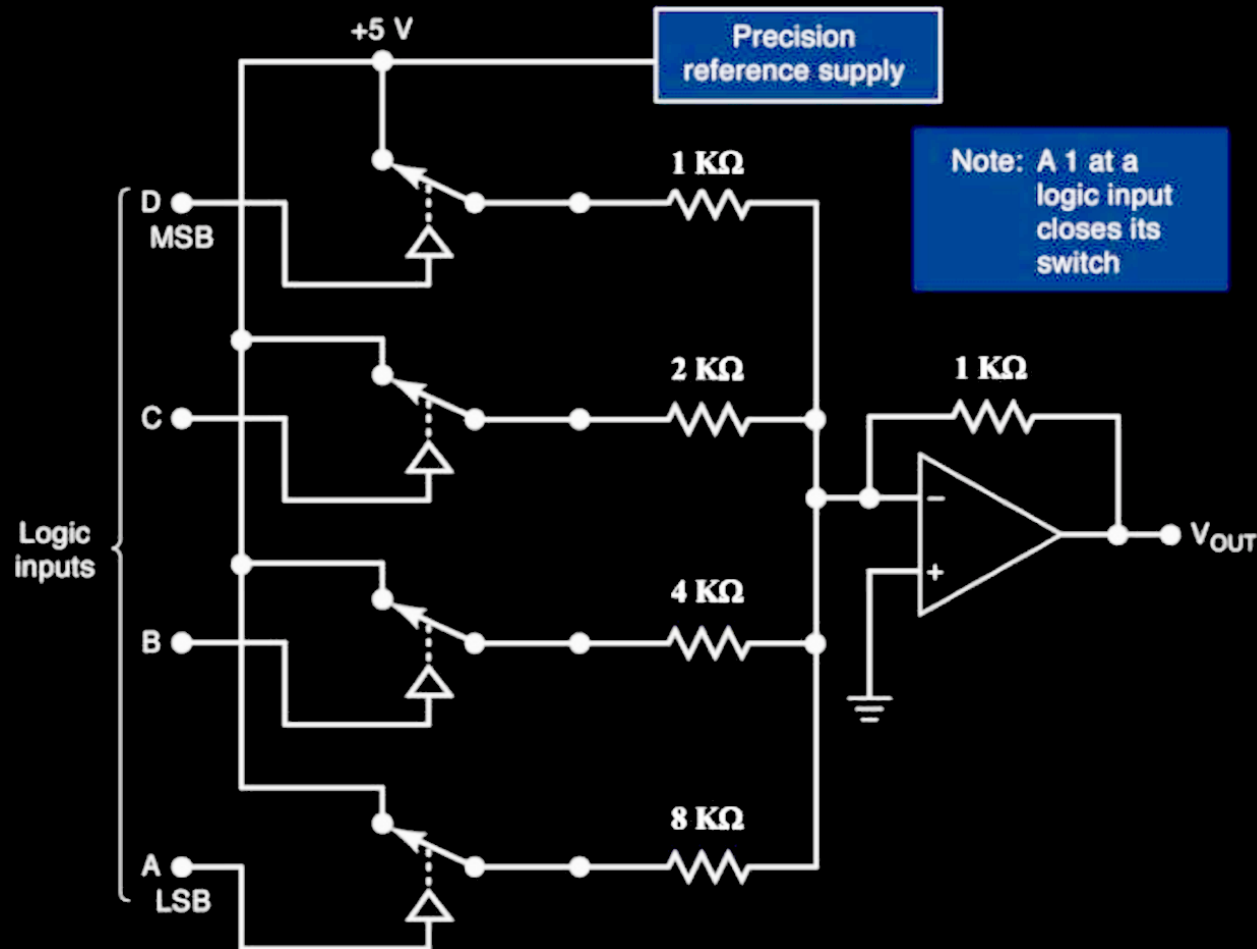 +5 V
Precision
reference supply
Note: A 1 at a
logic input
closes its
switch
1 KΩ
D
MSB
2 KΩ
1 KΩ
C
Logic
inputs
−
+
V_OUT
4 KΩ
B
8 KΩ
A
LSB